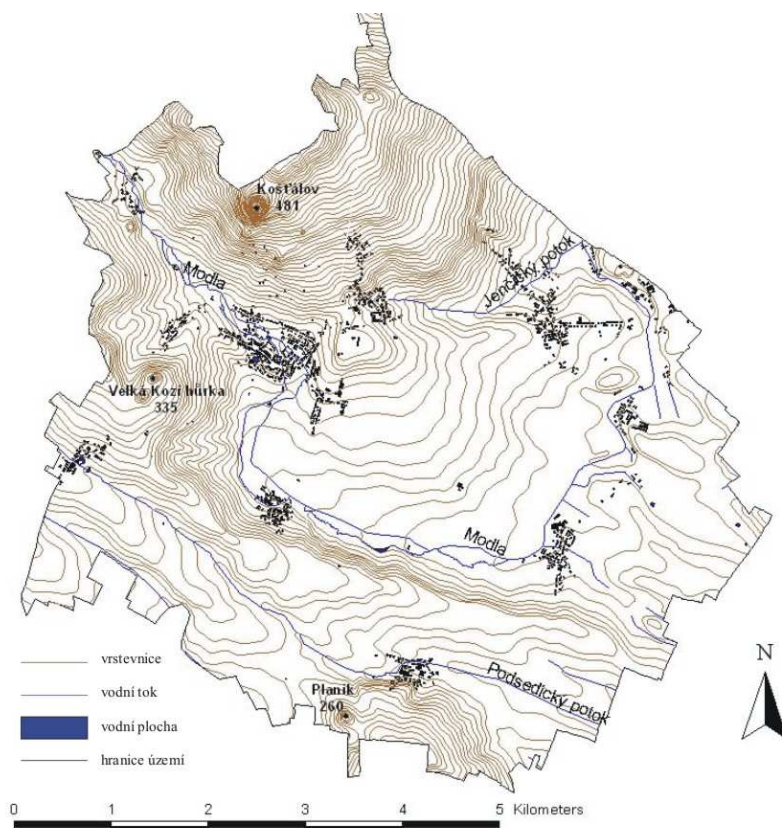 Košťálov
481
Modla
Jenčický potok
Velká Kozí hůrka
335
Modla
Podsedický potok
Planík
260
vrstevnice
vodní tok
vodní plocha
hranice území
N
0 1 2 3 4 5 Kilometers